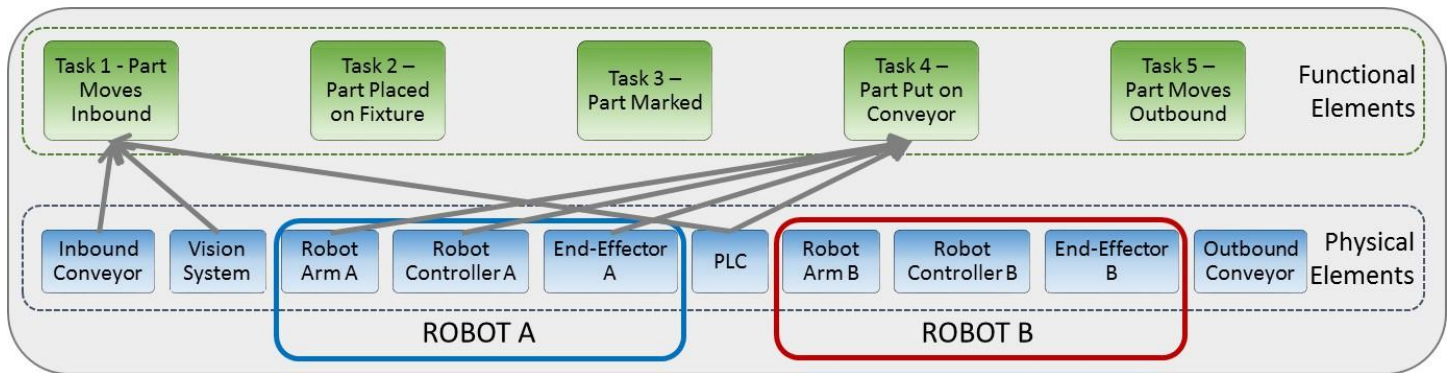 Task 1 - Part
Moves
Inbound
Task 2 –
Part Placed
on Fixture
Task 3 –
Part Marked
Task 4 –
Part Put on
Conveyor
Task 5 –
Part Moves
Outbound
Functional
Elements
Inbound
Conveyor
Vision
System
Robot
Arm A
Robot
Controller A
End-Effector
A
PLC
Robot
Arm B
Robot
Controller B
End-Effector
B
Outbound
Conveyor
Physical
Elements
ROBOT A
ROBOT B